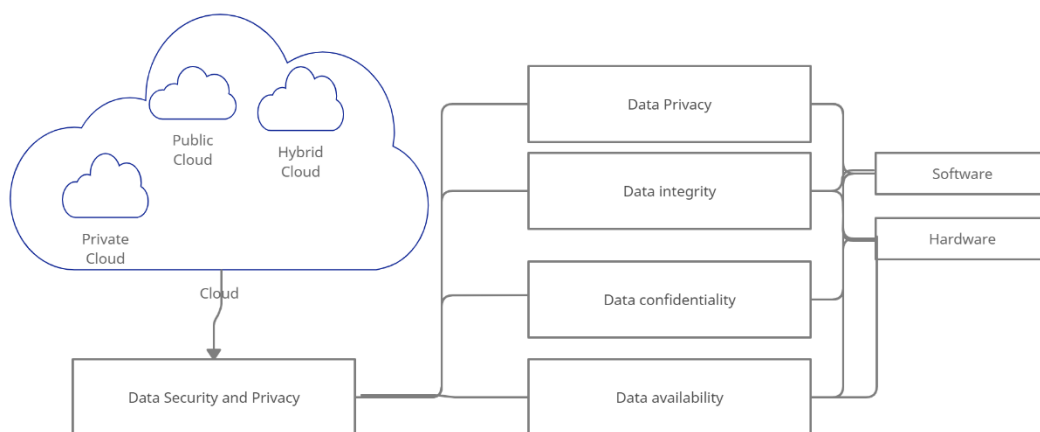 Public
Cloud
Hybrid
Cloud
Private
Cloud
Cloud
Data Security and Privacy
Data Privacy
Data integrity
Data confidentiality
Data availability
Software
Hardware